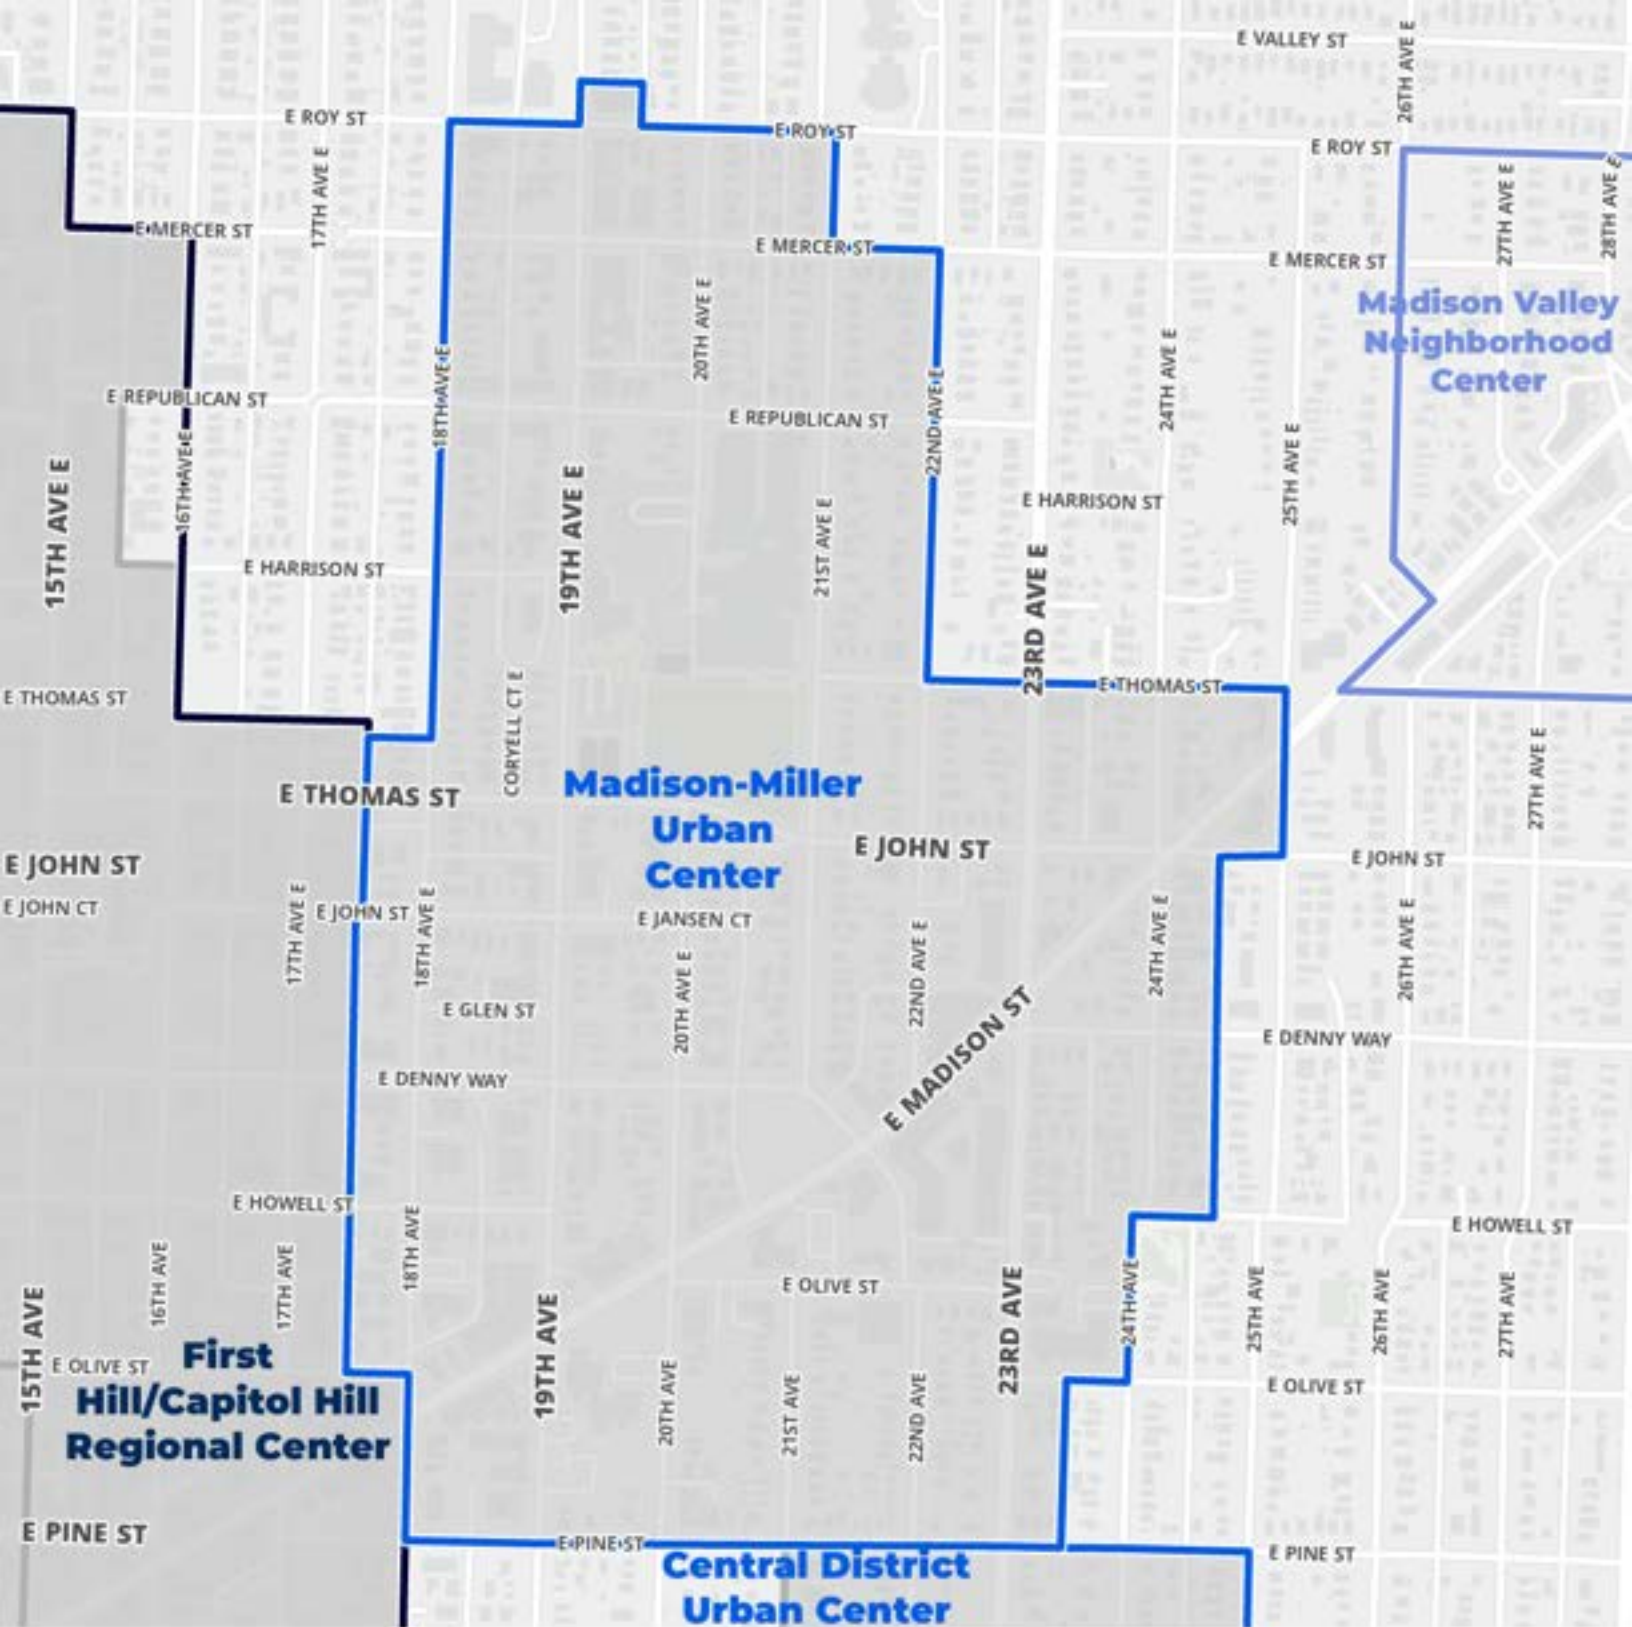 E VALLEY ST
26TH AVE E
E ROY ST
E ROY ST
E ROY ST
17TH AVE E
27TH AVE E
28TH AVE E
E MERCER ST
E MERCER ST
E MERCER ST
Madison Valley
Neighborhood
Center
20TH AVE E
18TH AVE E
24TH AVE E
22ND AVE E
E REPUBLICAN ST
E REPUBLICAN ST
16TH AVE E
25TH AVE E
15TH AVE E
19TH AVE E
21ST AVE E
E HARRISON ST
E HARRISON ST
23RD AVE E
E THOMAS ST
E THOMAS ST
CORYELL CT E
27TH AVE E
E THOMAS ST
Madison-Miller
Urban
Center
E JOHN ST
E JOHN ST
E JOHN ST
E JOHN CT
E JOHN ST
17TH AVE E
18TH AVE E
E JANSEN CT
20TH AVE E
22ND AVE E
24TH AVE E
26TH AVE E
E GLEN ST
E MADISON ST
E DENNY WAY
E DENNY WAY
E HOWELL ST
E HOWELL ST
16TH AVE
17TH AVE
18TH AVE
E OLIVE ST
23RD AVE
24TH AVE
25TH AVE
26TH AVE
27TH AVE
15TH AVE
E OLIVE ST
First
Hill/Capitol Hill
Regional Center
19TH AVE
20TH AVE
21ST AVE
22ND AVE
E OLIVE ST
E PINE ST
E PINE ST
E PINE ST
Central District
Urban Center